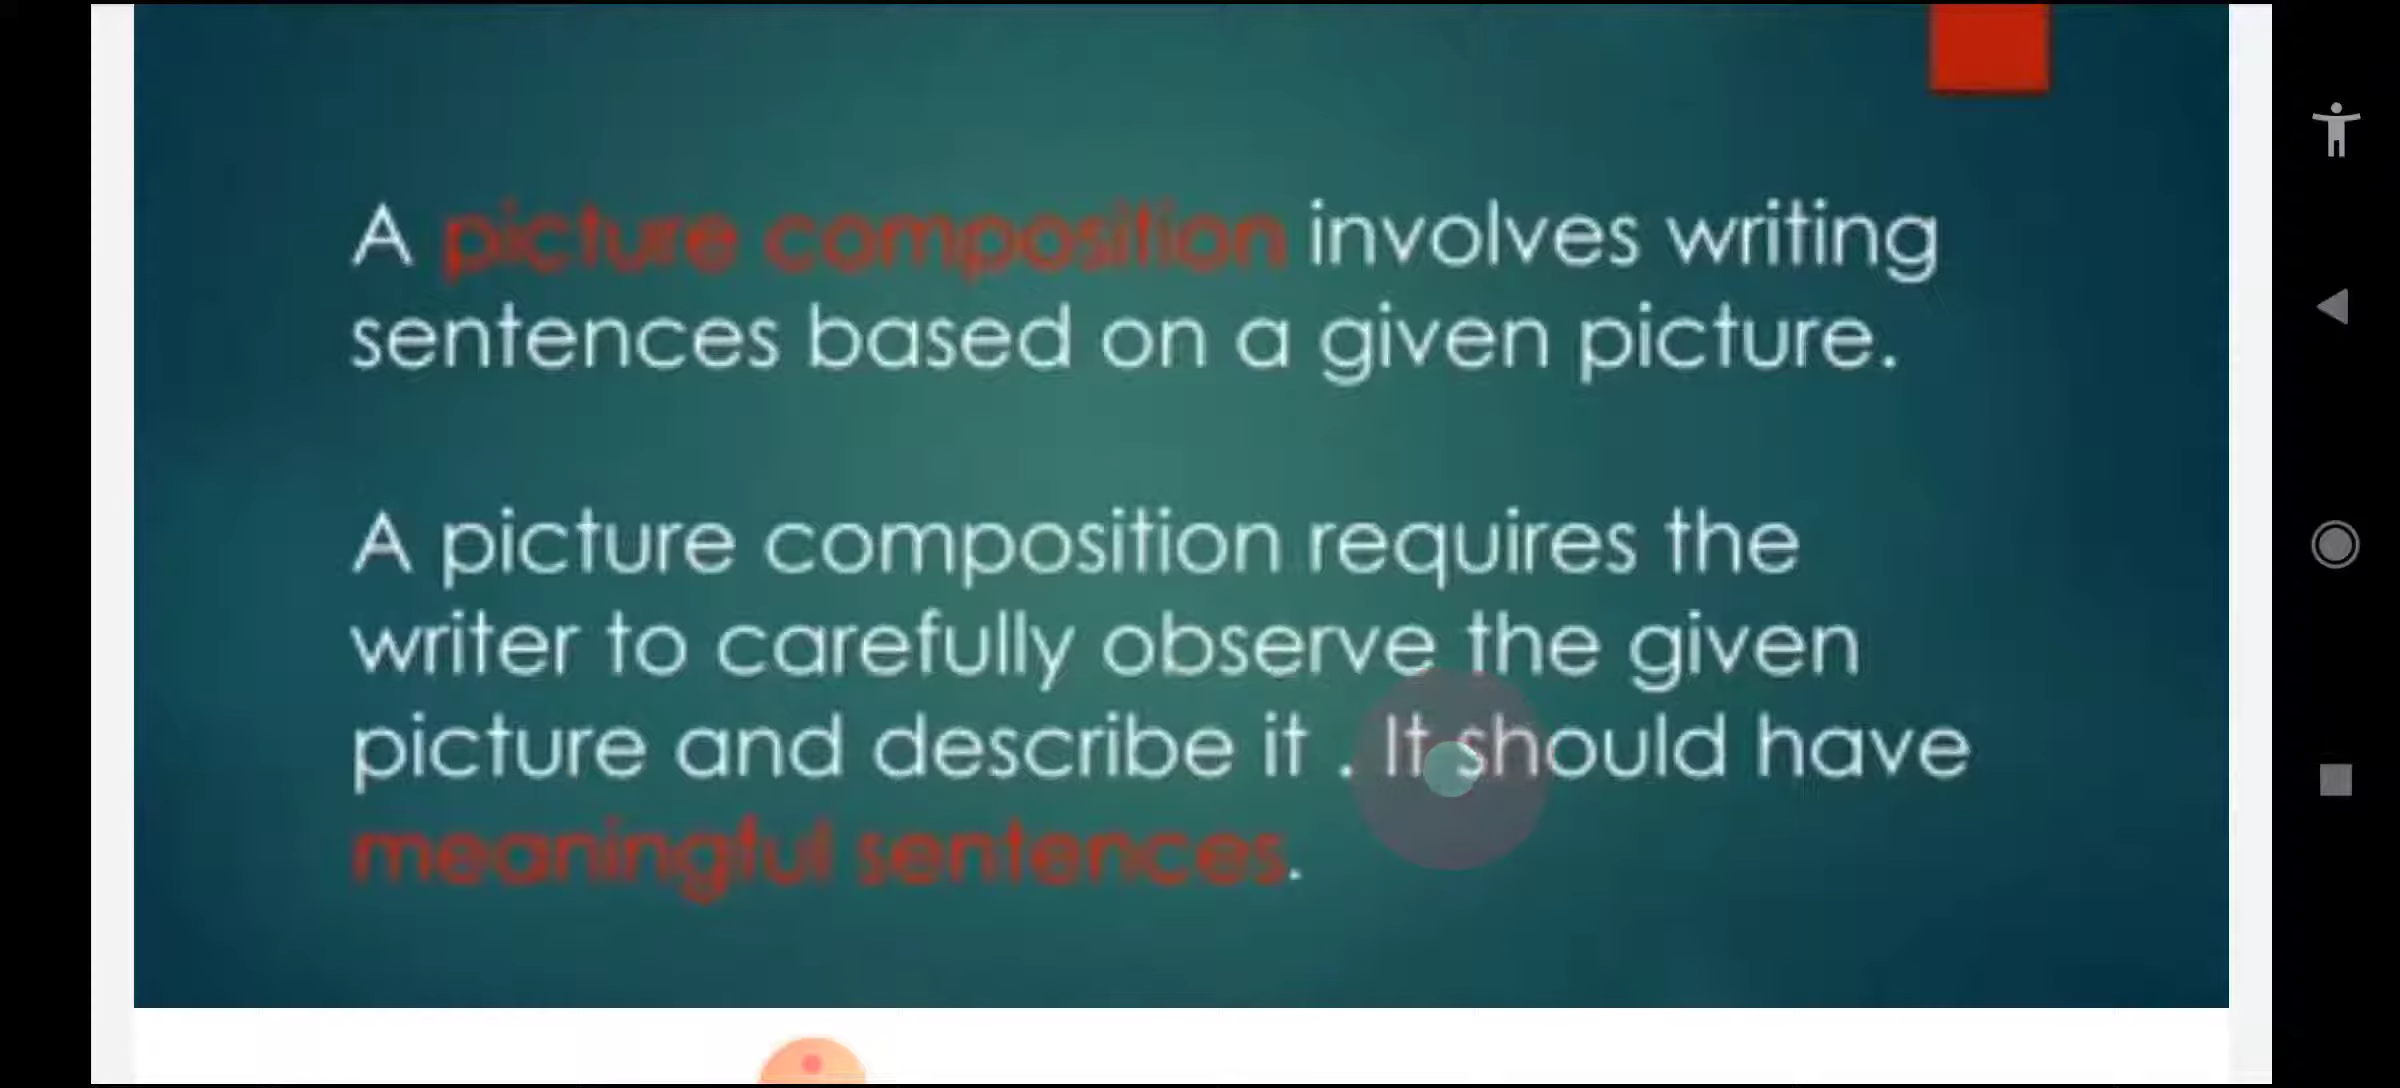 A picture composition involves writing
sentences based on a given picture.
A picture composition requires the
writer to carefully observe the given
picture and describe it . It should have
meaningful sentences.